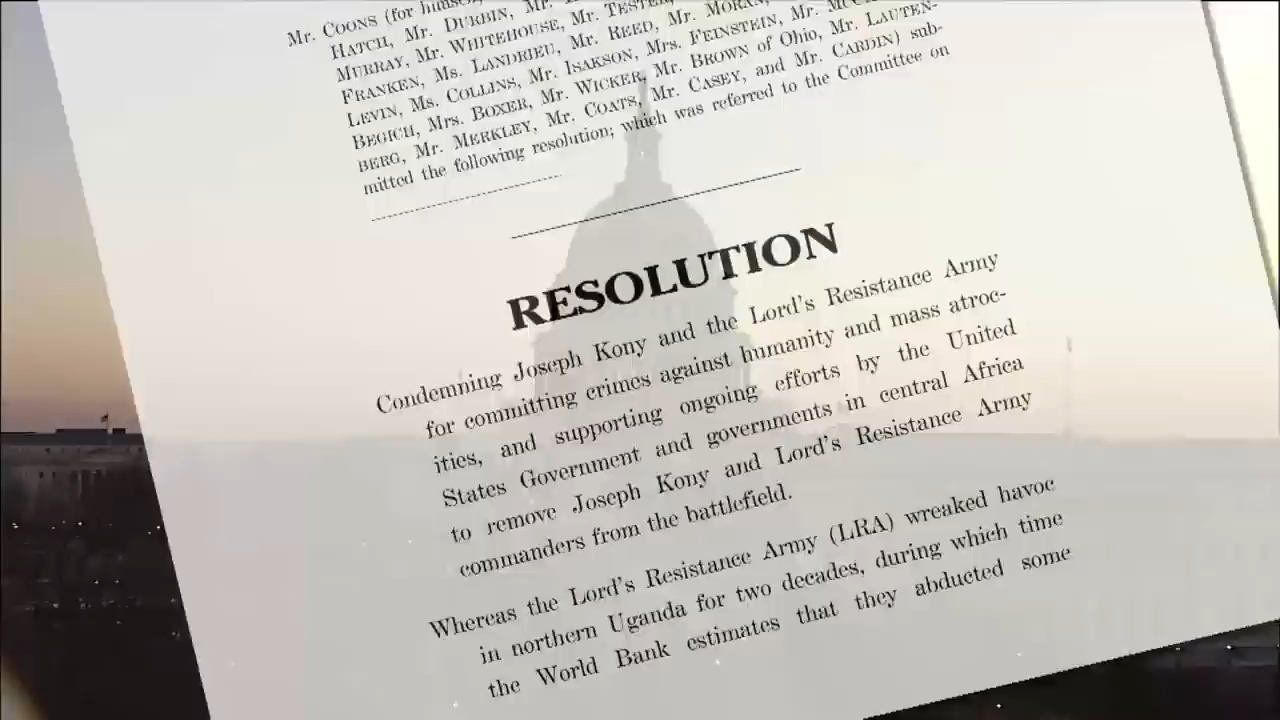 Mr. COONS (for himself,
HATCH, Mr. DURBIN, Mr.
MURRAY, Mr. WHITEHOUSE, Mr. TESTER,
FRANKEN, Ms. LANDRIEU, Mr. REED, Mr. MORAN,
LEVIN, Ms. COLLINS, Mr. ISAKSON, Mrs. FEINSTEIN, Mr.
BEGICH, Mrs. BOXER, Mr. WICKER, Mr. BROWN of Ohio, Mr. LAUTEN-
BERG, Mr. MERKLEY, Mr. COATS, Mr. CASEY, and Mr. CARDIN) sub-
mitted the following resolution; which was referred to the Committee on
RESOLUTION
Condemning Joseph Kony and the Lord's Resistance Army
for committing crimes against humanity and mass atroc-
ities, and supporting ongoing efforts by the United
States Government and governments in central Africa
to remove Joseph Kony and Lord's Resistance Army
commanders from the battlefield.
Whereas the Lord's Resistance Army (LRA) wreaked havoc
in northern Uganda for two decades, during which time
the World Bank estimates that they abducted some